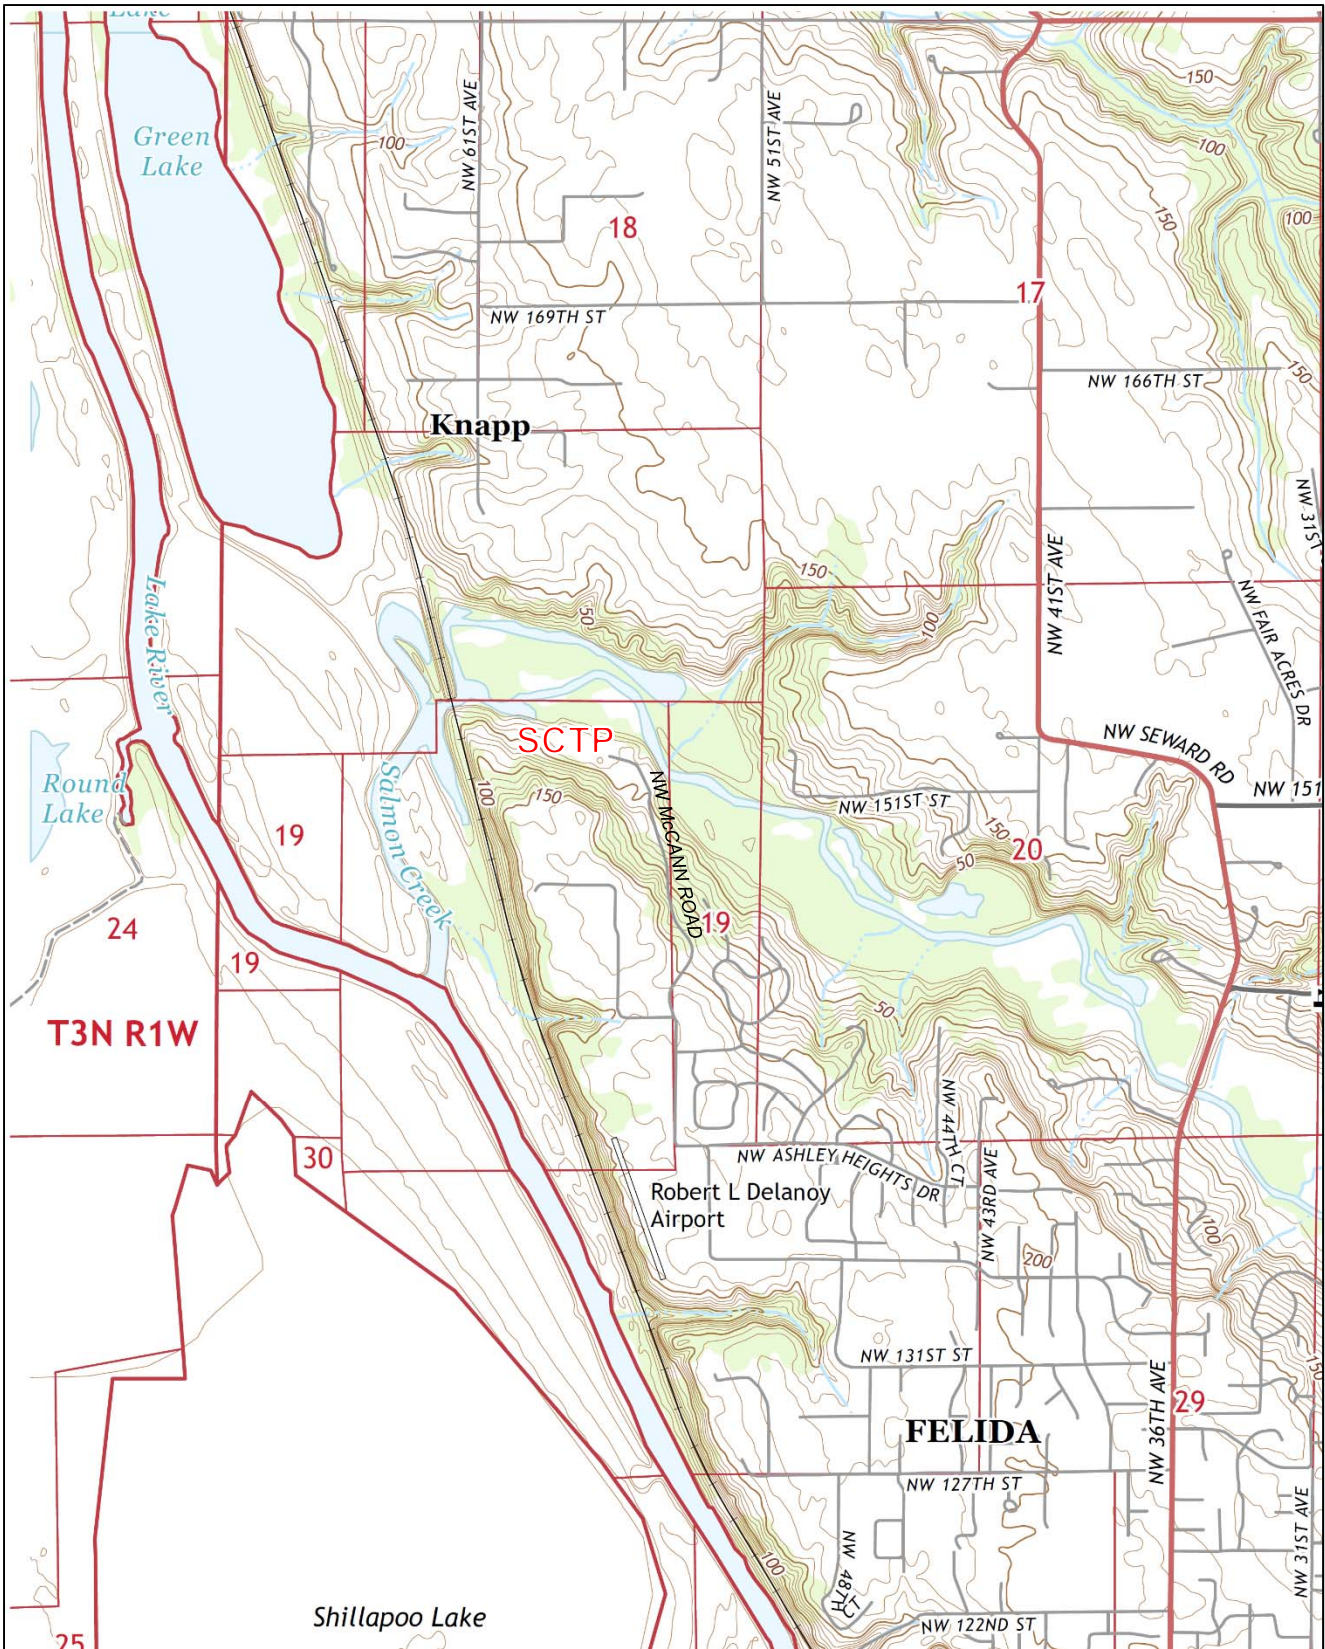 Lake
Green
Lake
NW 61ST AVE
NW 51ST AVE
150
100
100
150
100
18
17
NW 169TH ST
NW 166TH ST
150
Knapp
NW 31ST
150
NW 41ST AVE
50
100
NW FAIR ACRES DR
Lake River
SCTP
NW SEWARD RD
Round
Lake
100
150
NW McCANN ROAD
NW 151ST ST
NW 151
150
50
20
19
Salmon Creek
24
19
19
50
T3N R1W
NW 44TH CT
30
NW ASHLEY HEIGHTS DR
NW 43RD AVE
Robert L Delanoy
Airport
100
200
NW 131ST ST
150
NW 36TH AVE
29
FELIDA
NW 127TH ST
NW 31ST AVE
100
NW 48TH
CT
Shillapoo Lake
NW 122ND ST
25